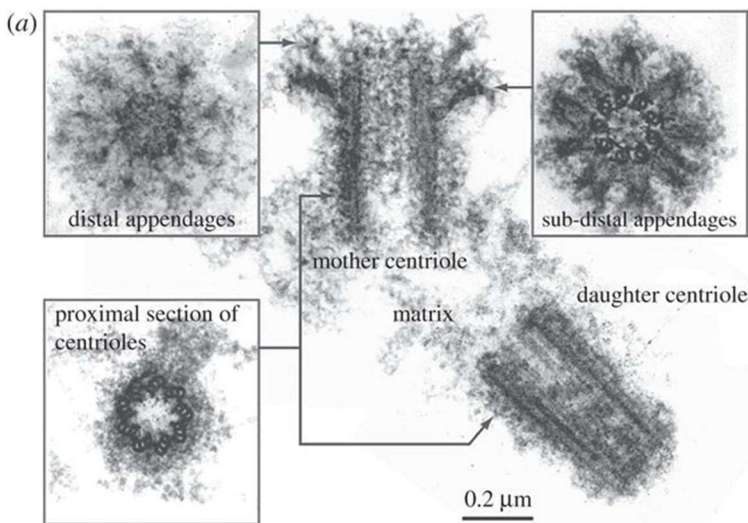 (a)
distal appendages
sub-distal appendages
mother centriole
proximal section of
centrioles
matrix
daughter centriole
0.2 µm